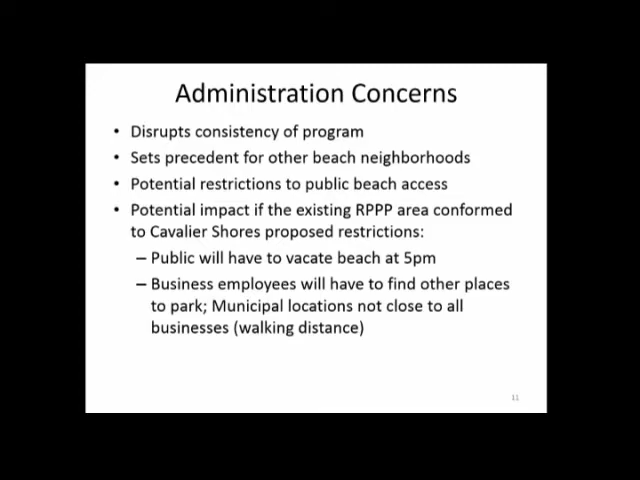 Administration Concerns
• Disrupts consistency of program
• Sets precedent for other beach neighborhoods
• Potential restrictions to public beach access
• Potential impact if the existing RPPP area conformed
to Cavalier Shores proposed restrictions:
– Public will have to vacate beach at 5pm
– Business employees will have to find other places
to park; Municipal locations not close to all
businesses (walking distance)
11